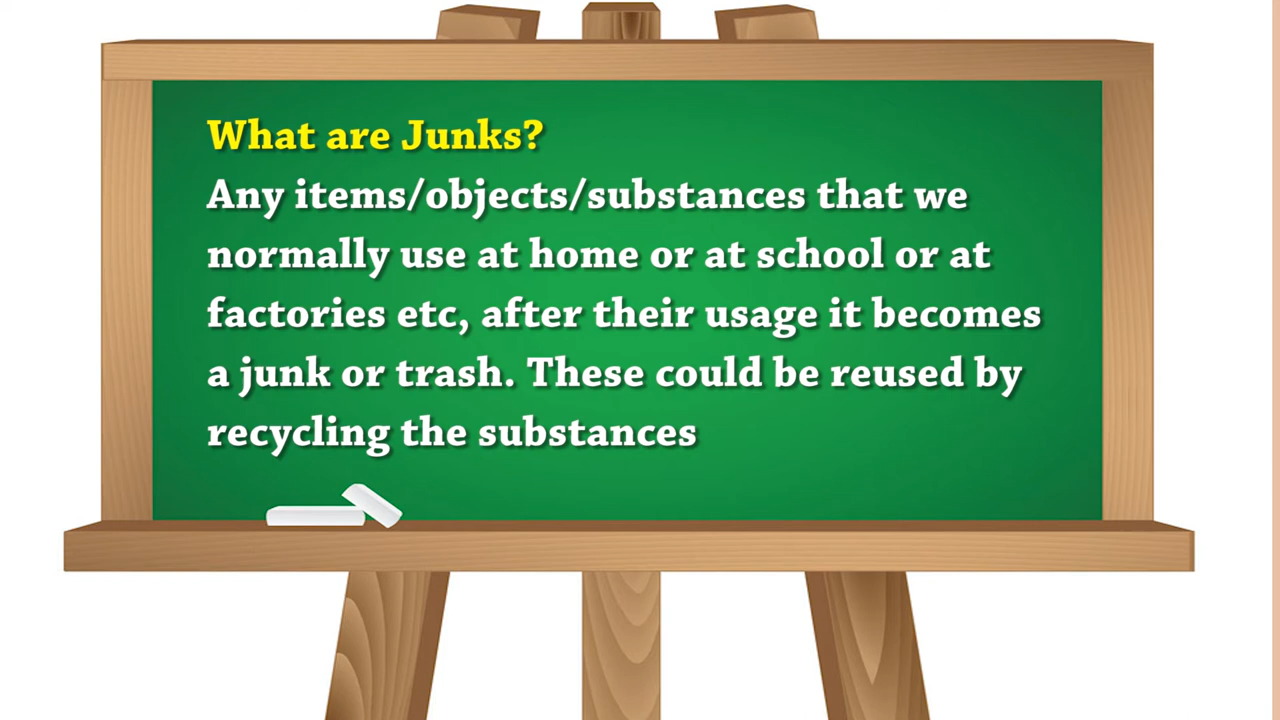 What are Junks?
Any items/objects/substances that we
normally use at home or at school or at
factories etc, after their usage it becomes
a junk or trash. These could be reused by
recycling the substances